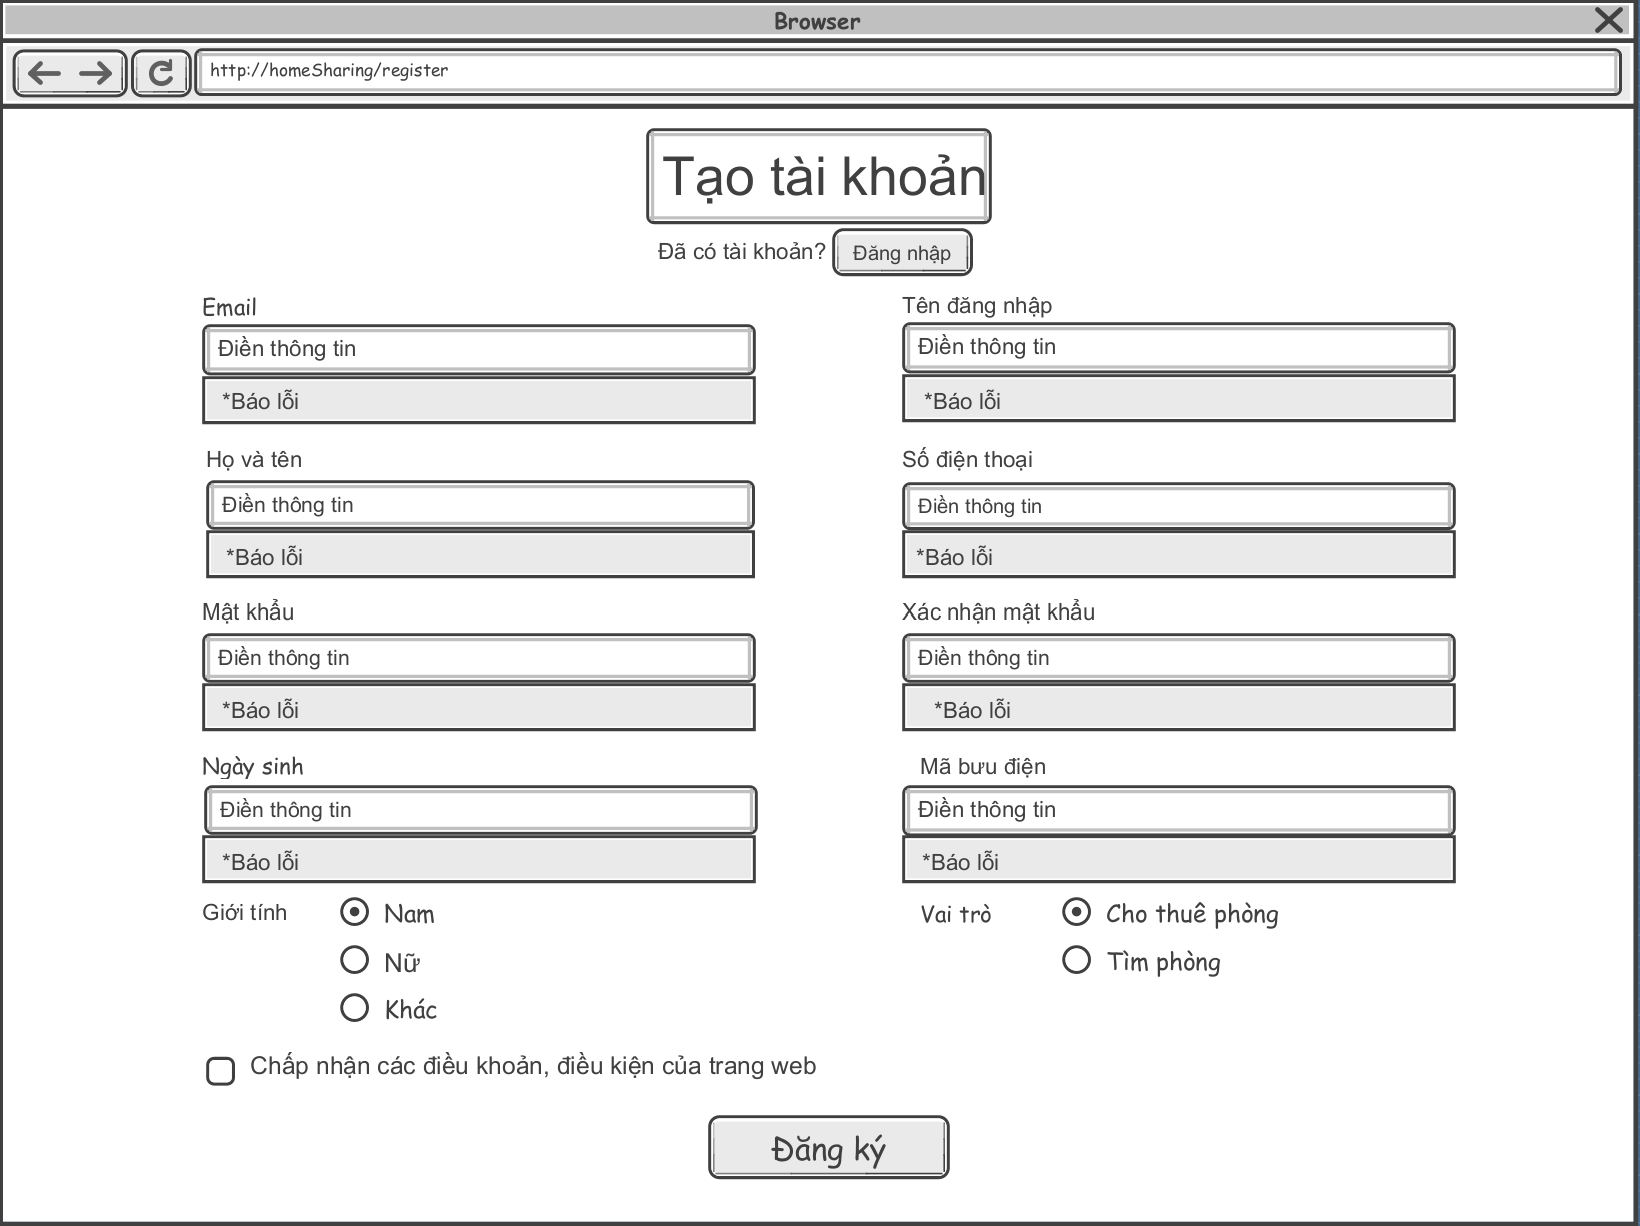 Browser
http://homeSharing/register
Tạo tài khoản
Đã có tài khoản? Đăng nhập
Email
Điền thông tin
*Báo lỗi
Tên đăng nhập
Điền thông tin
*Báo lỗi
Họ và tên
Điền thông tin
*Báo lỗi
Số điện thoại
Điền thông tin
*Báo lỗi
Mật khẩu
Điền thông tin
*Báo lỗi
Xác nhận mật khẩu
Điền thông tin
*Báo lỗi
Ngày sinh
Điền thông tin
*Báo lỗi
Mã bưu điện
Điền thông tin
*Báo lỗi
Giới tính
Nam
Nữ
Khác
Vai trò
Cho thuê phòng
Tìm phòng
Chấp nhận các điều khoản, điều kiện của trang web
Đăng ký